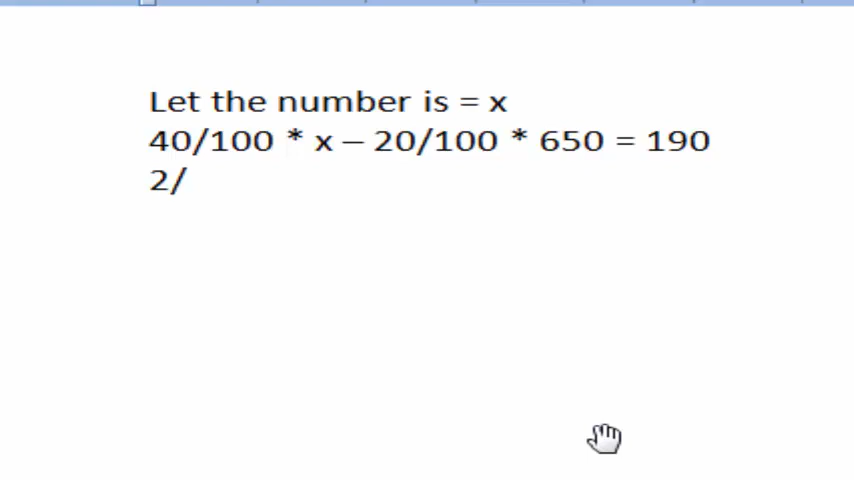 Let the number is = x
40/100 * x – 20/100 * 650 = 190
2/